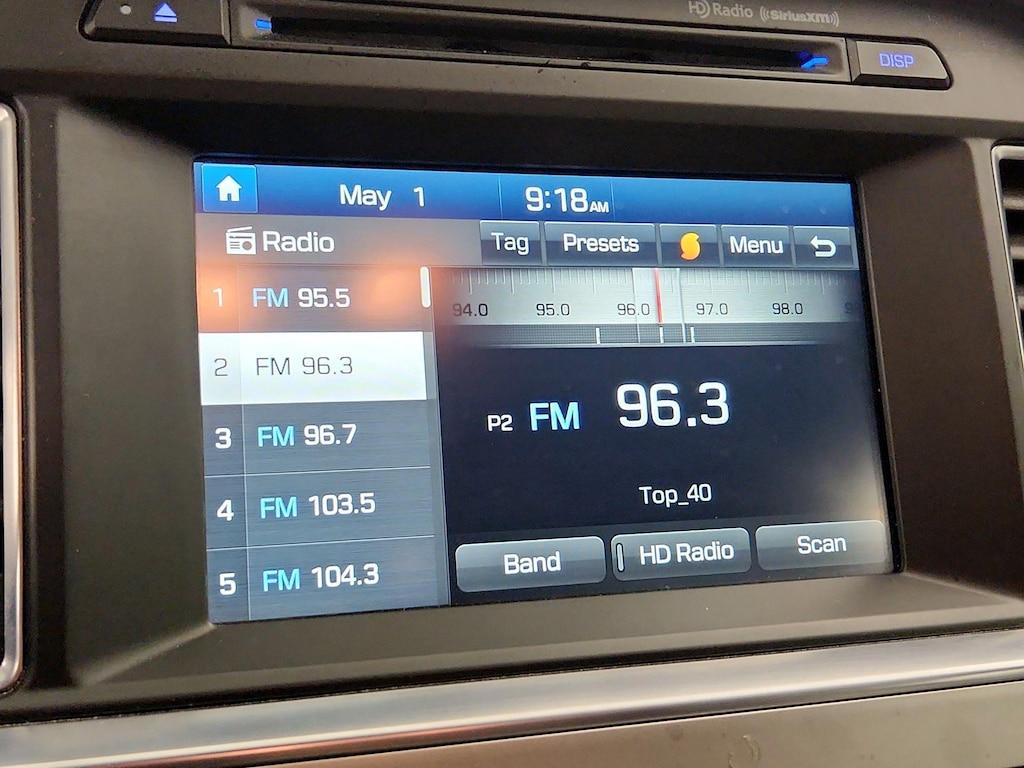 HD Radio ((SiriusXM))
DISP
May 1 9:18 AM
Radio Tag Presets Menu
1 FM 95.5
2 FM 96.3
3 FM 96.7
4 FM 103.5
5 FM 104.3
94.0 95.0 96.0 97.0 98.0
P2 FM 96.3
Top_40
Band HD Radio Scan